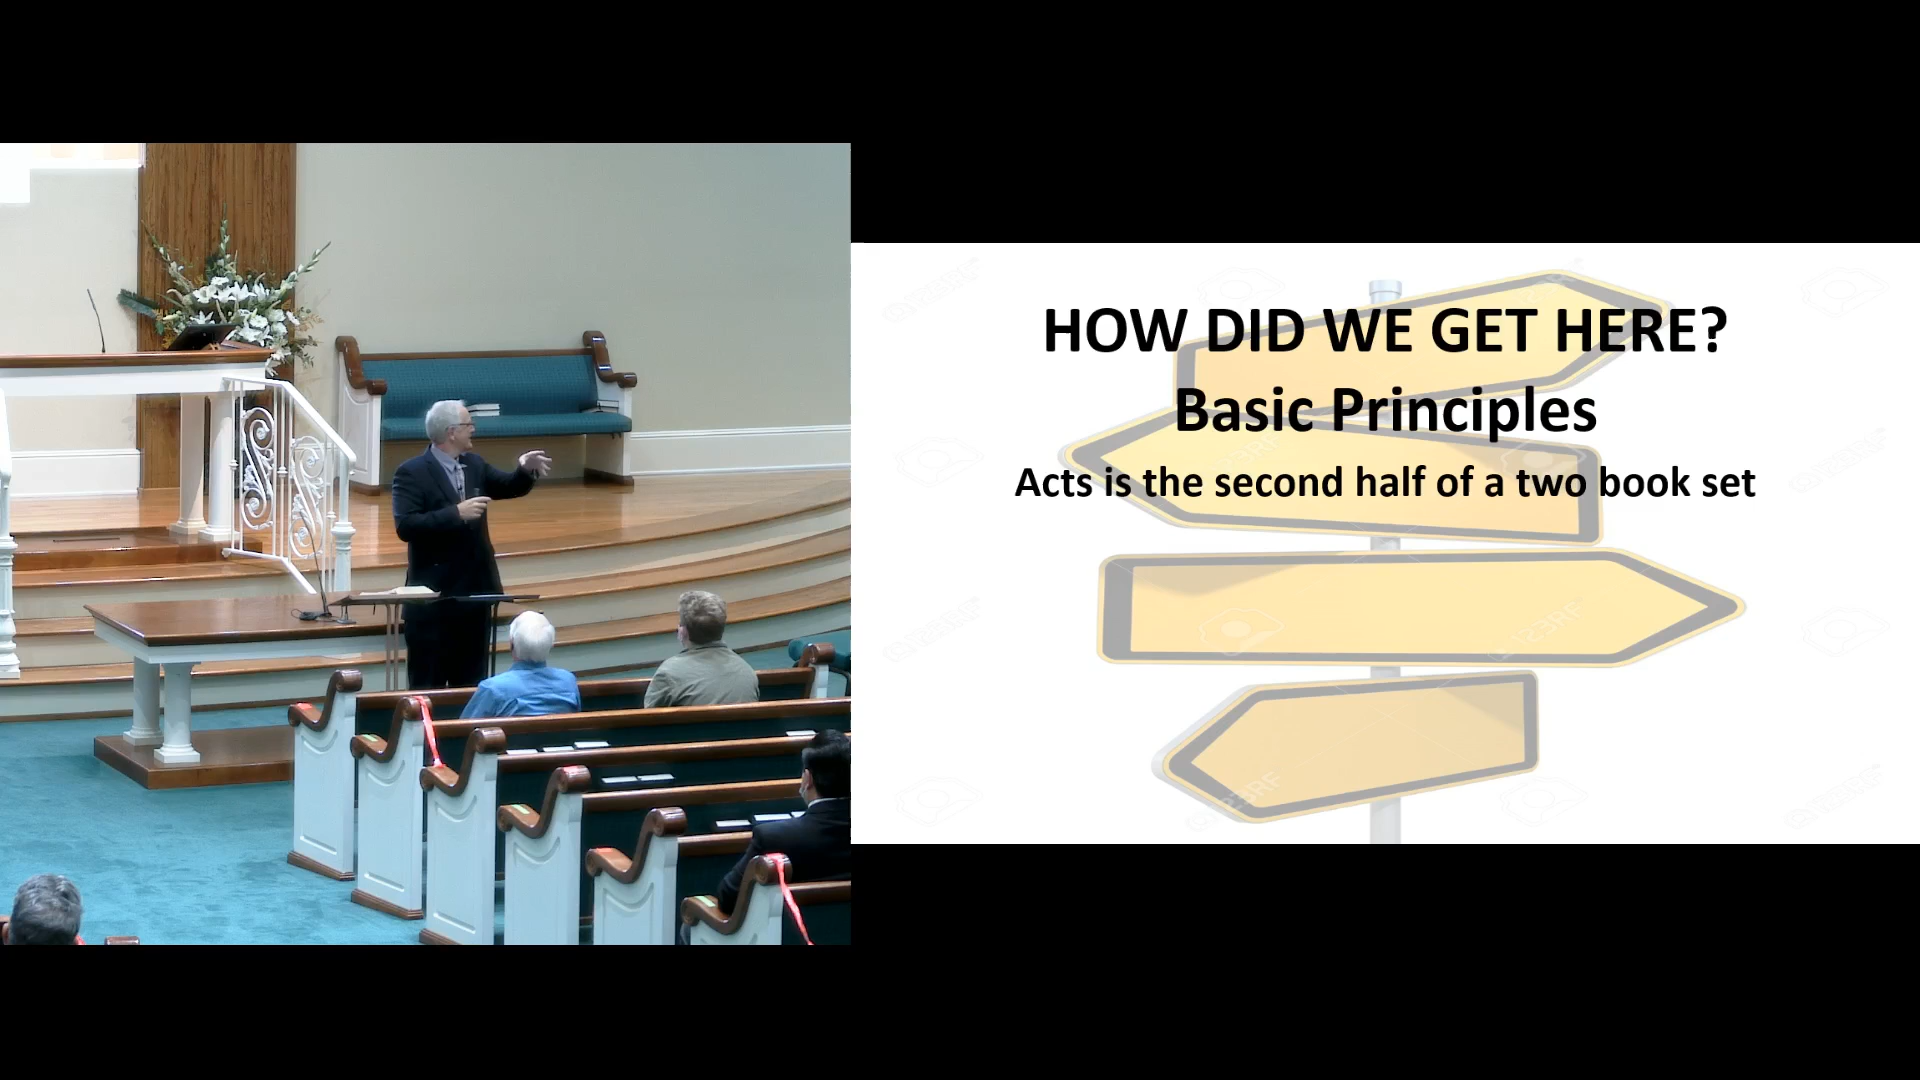 HOW DID WE GET HERE?
Basic Principles
Acts is the second half of a two book set